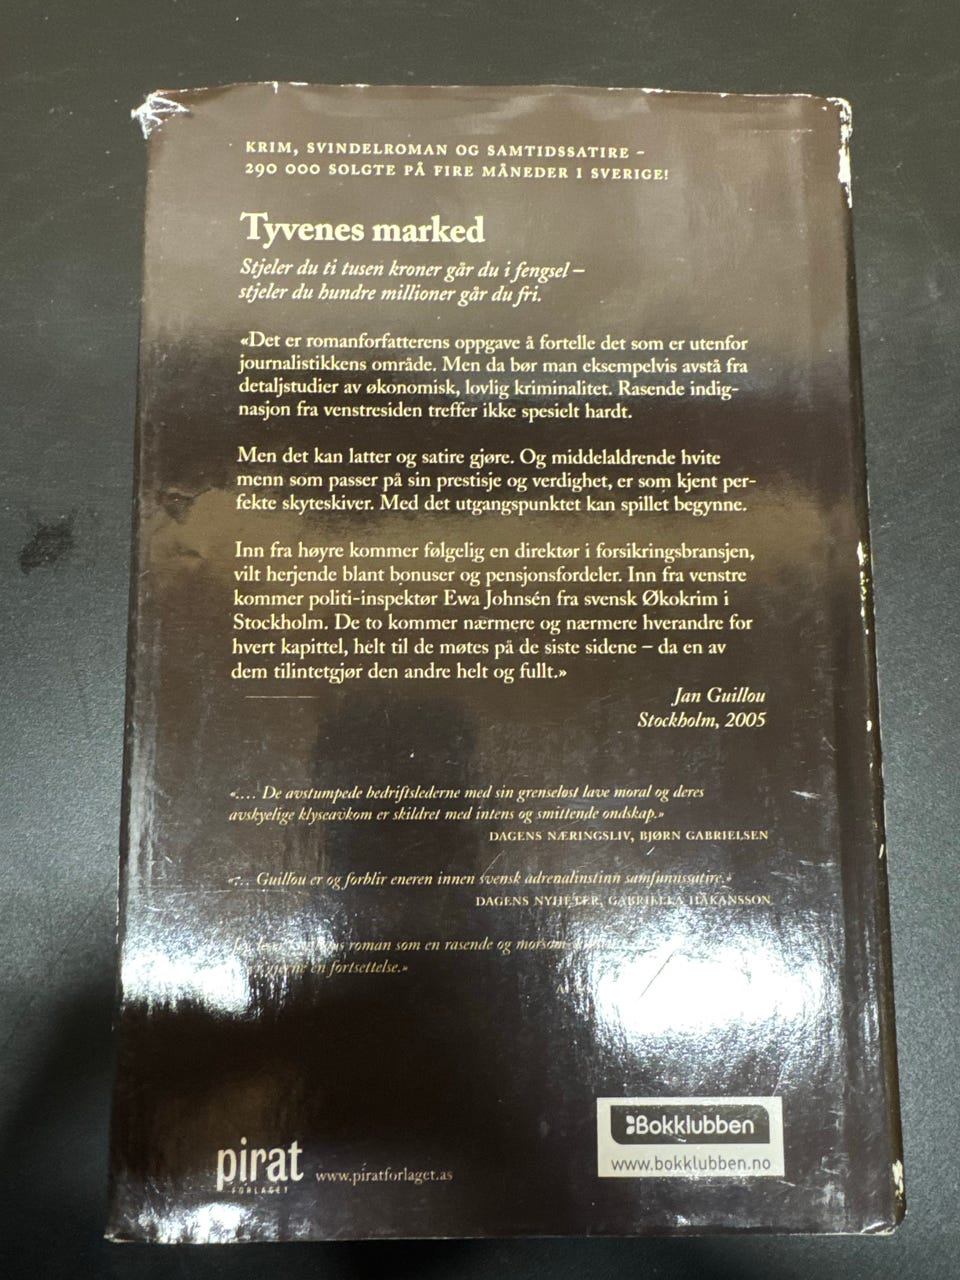 KRIM, SVINDELROMAN OG SAMTIDSSATIRE –
290 000 SOLGTE PÅ FIRE MÅNEDER I SVERIGE!
Tyvenes marked
Stjeler du ti tusen kroner går du i fengsel –
stjeler du hundre millioner går du fri.
«Det er romanforfatterens oppgave å fortelle det som er utenfor
journalistikkens område. Men da bør man eksempelvis avstå fra
detaljstudier av økonomisk, lovlig kriminalitet. Rasende indig-
nasjon fra venstresiden treffer ikke spesielt hardt.
Men det kan latter og satire gjøre. Og middelaldrende hvite
menn som passer på sin prestisje og verdighet, er som kjent per-
fekte skyteskiver. Med det utgangspunktet kan spillet begynne.
Inn fra høyre kommer følgelig en direktør i forsikringsbransjen,
vilt herjende blant bonuser og pensjonsfordeler. Inn fra venstre
kommer politi-inspektør Ewa Johnsén fra svensk Økokrim i
Stockholm. De to kommer nærmere og nærmere hverandre for
hvert kapittel, helt til de møtes på de siste sidene – da en av
dem tilintetgjør den andre helt og fullt.»
Jan Guillou
Stockholm, 2005
«.... De avstumpede bedriftslederne med sin grenseløst lave moral og deres
avskyelige klyseavkom er skildret med intens og smittende ondskap.»
DAGENS NÆRINGSLIV, BJØRN GABRIELSEN
«... Guillou er og forblir eneren innen svensk adrenalinstinn samfunnssatire.»
DAGENS NYHETER, GABRIELLA HÅKANSSON
roman som en rasende og morsom
en fortsettelse.»
Bokklubben
www.bokklubben.no
pirat
FORLAGET
www.piratforlaget.as